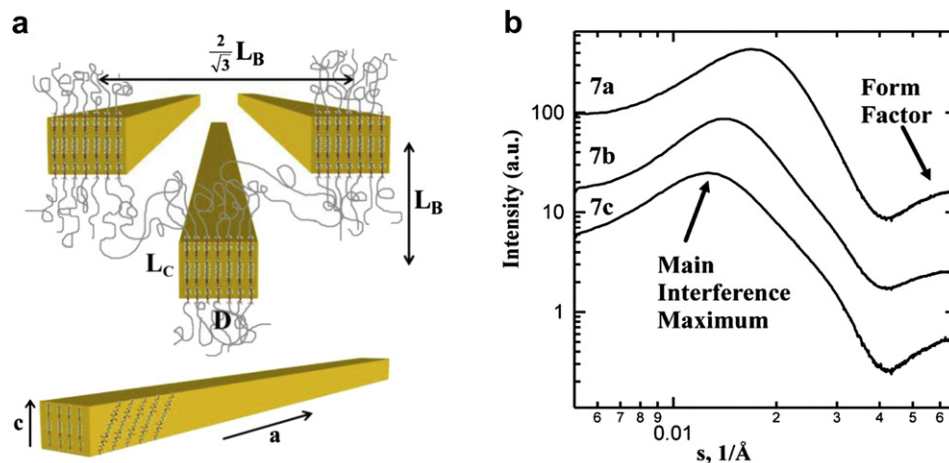 a
2/√3 L_B
L_B
L_C
D
c
a
b
Intensity (a.u.)
100
10
1
7a
7b
7c
Form
Factor
Main
Interference
Maximum
6 7 8 9 2 3 4 5 6
0.01
s, 1/Å